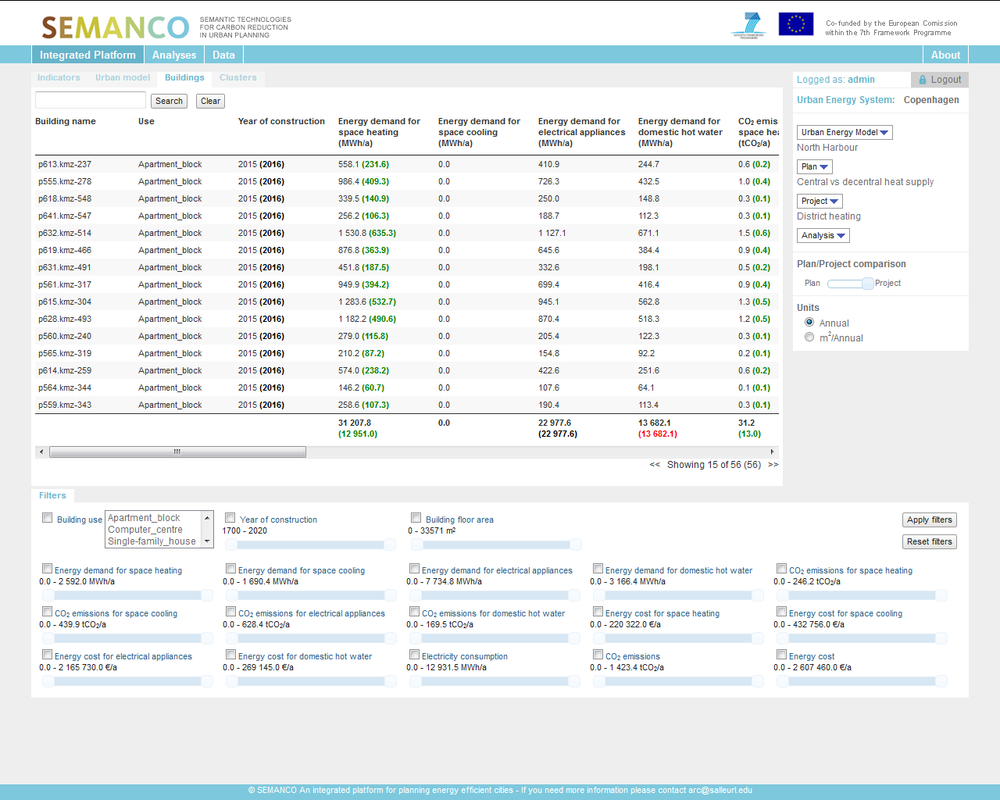 SEMANCO
SEMANTIC TECHNOLOGIES
FOR CARBON REDUCTION
IN URBAN PLANNING
7
SEVENTH FRAMEWORK
PROGRAMME
Co-funded by the European Comission
within the 7th Framework Programme
Integrated Platform Analyses Data About
Indicators Urban model Buildings Clusters
Search Clear
Building name Use Year of construction Energy demand for space heating (MWh/a) Energy demand for space cooling (MWh/a) Energy demand for electrical appliances (MWh/a) Energy demand for domestic hot water (MWh/a) CO2 emis space hea (tCO2/a)
p613.kmz-237 Apartment_block 2015 (2016) 558.1 (231.6) 0.0 410.9 244.7 0.6 (0.2)
p555.kmz-278 Apartment_block 2015 (2016) 986.4 (409.3) 0.0 726.3 432.5 1.0 (0.4)
p618.kmz-548 Apartment_block 2015 (2016) 339.5 (140.9) 0.0 250.0 148.8 0.3 (0.1)
p641.kmz-547 Apartment_block 2015 (2016) 256.2 (106.3) 0.0 188.7 112.3 0.3 (0.1)
p632.kmz-514 Apartment_block 2015 (2016) 1 530.8 (635.3) 0.0 1 127.1 671.1 1.5 (0.6)
p619.kmz-466 Apartment_block 2015 (2016) 876.8 (363.9) 0.0 645.6 384.4 0.9 (0.4)
p631.kmz-491 Apartment_block 2015 (2016) 451.8 (187.5) 0.0 332.6 198.1 0.5 (0.2)
p561.kmz-317 Apartment_block 2015 (2016) 949.9 (394.2) 0.0 699.4 416.4 0.9 (0.4)
p615.kmz-304 Apartment_block 2015 (2016) 1 283.6 (532.7) 0.0 945.1 562.8 1.3 (0.5)
p628.kmz-493 Apartment_block 2015 (2016) 1 182.2 (490.6) 0.0 870.4 518.3 1.2 (0.5)
p560.kmz-240 Apartment_block 2015 (2016) 279.0 (115.8) 0.0 205.4 122.3 0.3 (0.1)
p565.kmz-319 Apartment_block 2015 (2016) 210.2 (87.2) 0.0 154.8 92.2 0.2 (0.1)
p614.kmz-259 Apartment_block 2015 (2016) 574.0 (238.2) 0.0 422.6 251.6 0.6 (0.2)
p564.kmz-344 Apartment_block 2015 (2016) 146.2 (60.7) 0.0 107.6 64.1 0.1 (0.1)
p559.kmz-343 Apartment_block 2015 (2016) 258.6 (107.3) 0.0 190.4 113.4 0.3 (0.1)
31 207.8 0.0 22 977.6 13 682.1 31.2
(12 951.0) (22 977.6) (13 682.1) (13.0)
<< Showing 15 of 56 (56) >>
Logged as: admin Logout
Urban Energy System: Copenhagen
Urban Energy Model
North Harbour
Plan
Central vs decentral heat supply
Project
District heating
Analysis
Plan/Project comparison
Plan Project
Units
Annual
m2/Annual
Filters
Building use Apartment_block
Computer_centre
Single-family_house
Year of construction
1700 - 2020
Building floor area
0 - 33571 m²
Apply filters
Reset filters
Energy demand for space heating Energy demand for space cooling Energy demand for electrical appliances Energy demand for domestic hot water CO2 emissions for space heating
0.0 - 2 592.0 MWh/a 0.0 - 1 690.4 MWh/a 0.0 - 7 734.8 MWh/a 0.0 - 3 166.4 MWh/a 0.0 - 246.2 tCO2/a
CO2 emissions for space cooling CO2 emissions for electrical appliances CO2 emissions for domestic hot water Energy cost for space heating Energy cost for space cooling
0.0 - 439.9 tCO2/a 0.0 - 628.4 tCO2/a 0.0 - 169.5 tCO2/a 0.0 - 220 322.0 €/a 0.0 - 432 756.0 €/a
Energy cost for electrical appliances Energy cost for domestic hot water Electricity consumption CO2 emissions Energy cost
0.0 - 2 165 730.0 €/a 0.0 - 269 145.0 €/a 0.0 - 12 931.5 MWh/a 0.0 - 1 423.4 tCO2/a 0.0 - 2 607 460.0 €/a
© SEMANCO An integrated platform for planning energy efficient cities - If you need more information please contact arc@salleurl.edu